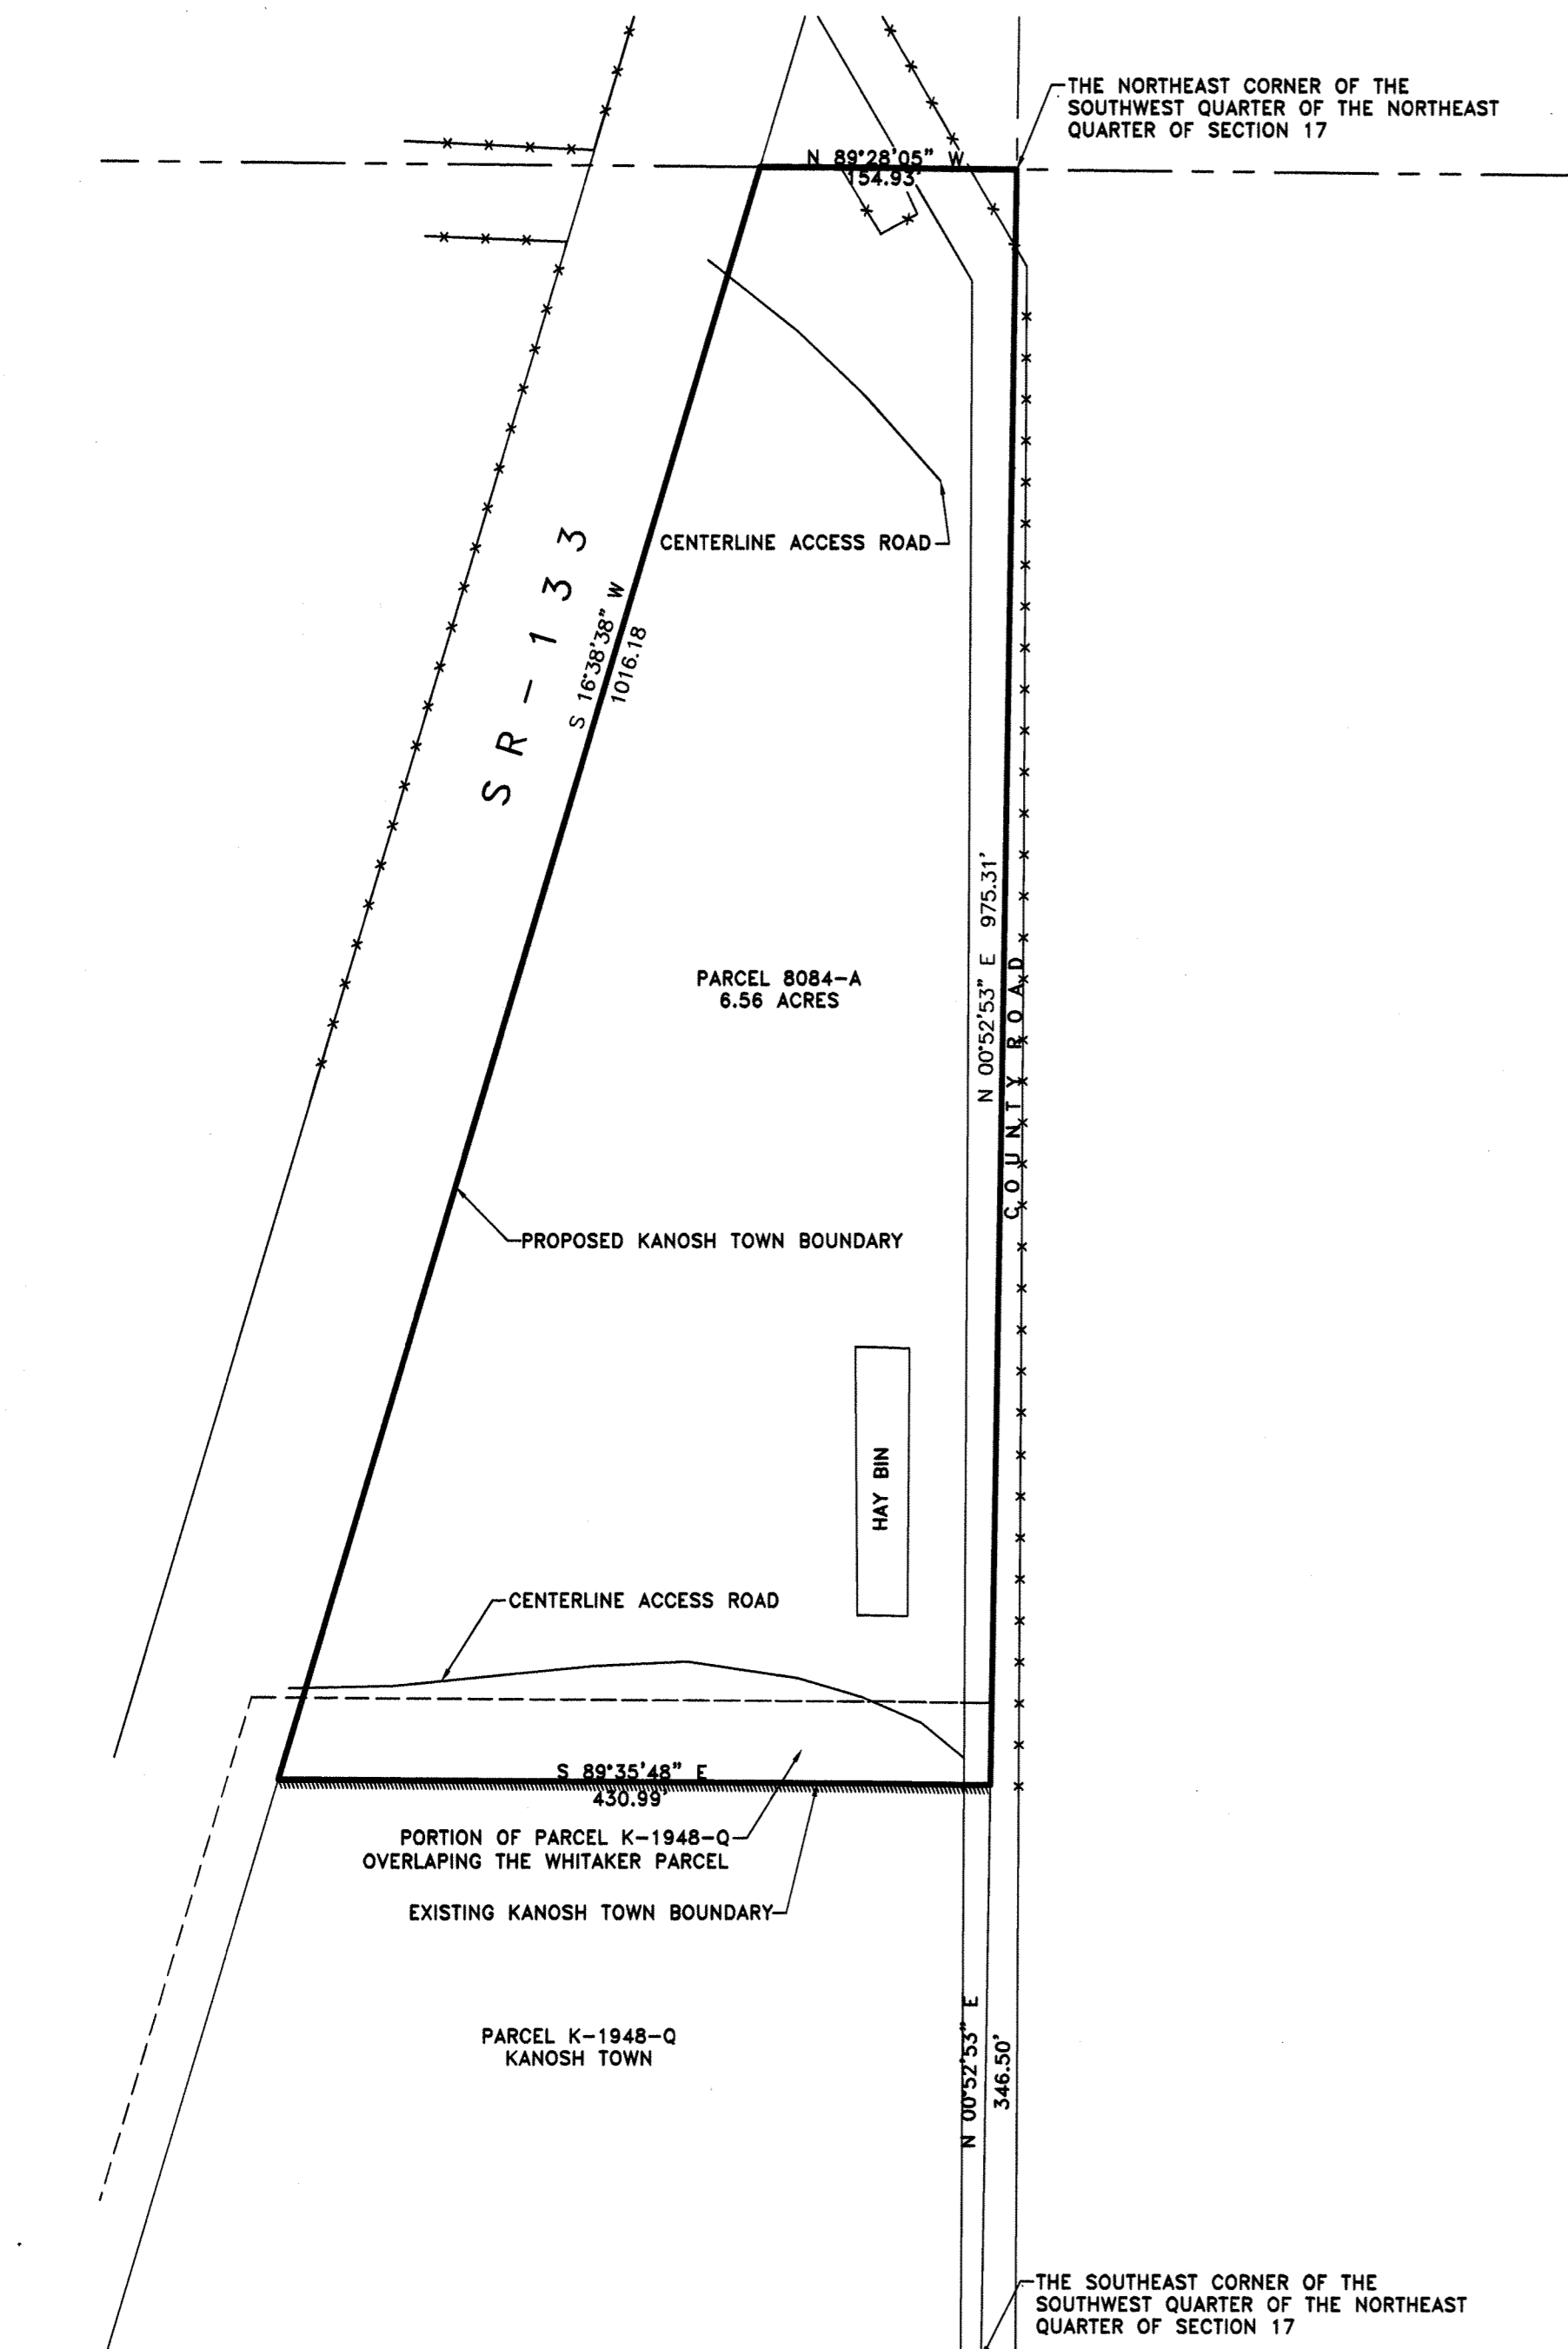 THE NORTHEAST CORNER OF THE
SOUTHWEST QUARTER OF THE NORTHEAST
QUARTER OF SECTION 17
N 89°28'05" W
154.93'
CENTERLINE ACCESS ROAD
SR-133
S 16°38'38" W
1016.18
N 00°52'53" E 975.31'
COUNTY ROAD
PARCEL 8084-A
6.56 ACRES
PROPOSED KANOSH TOWN BOUNDARY
HAY BIN
CENTERLINE ACCESS ROAD
S 89°35'48" E
430.99'
PORTION OF PARCEL K-1948-Q
OVERLAPING THE WHITAKER PARCEL
EXISTING KANOSH TOWN BOUNDARY
N 00°52'53" E
346.50'
PARCEL K-1948-Q
KANOSH TOWN
THE SOUTHEAST CORNER OF THE
SOUTHWEST QUARTER OF THE NORTHEAST
QUARTER OF SECTION 17